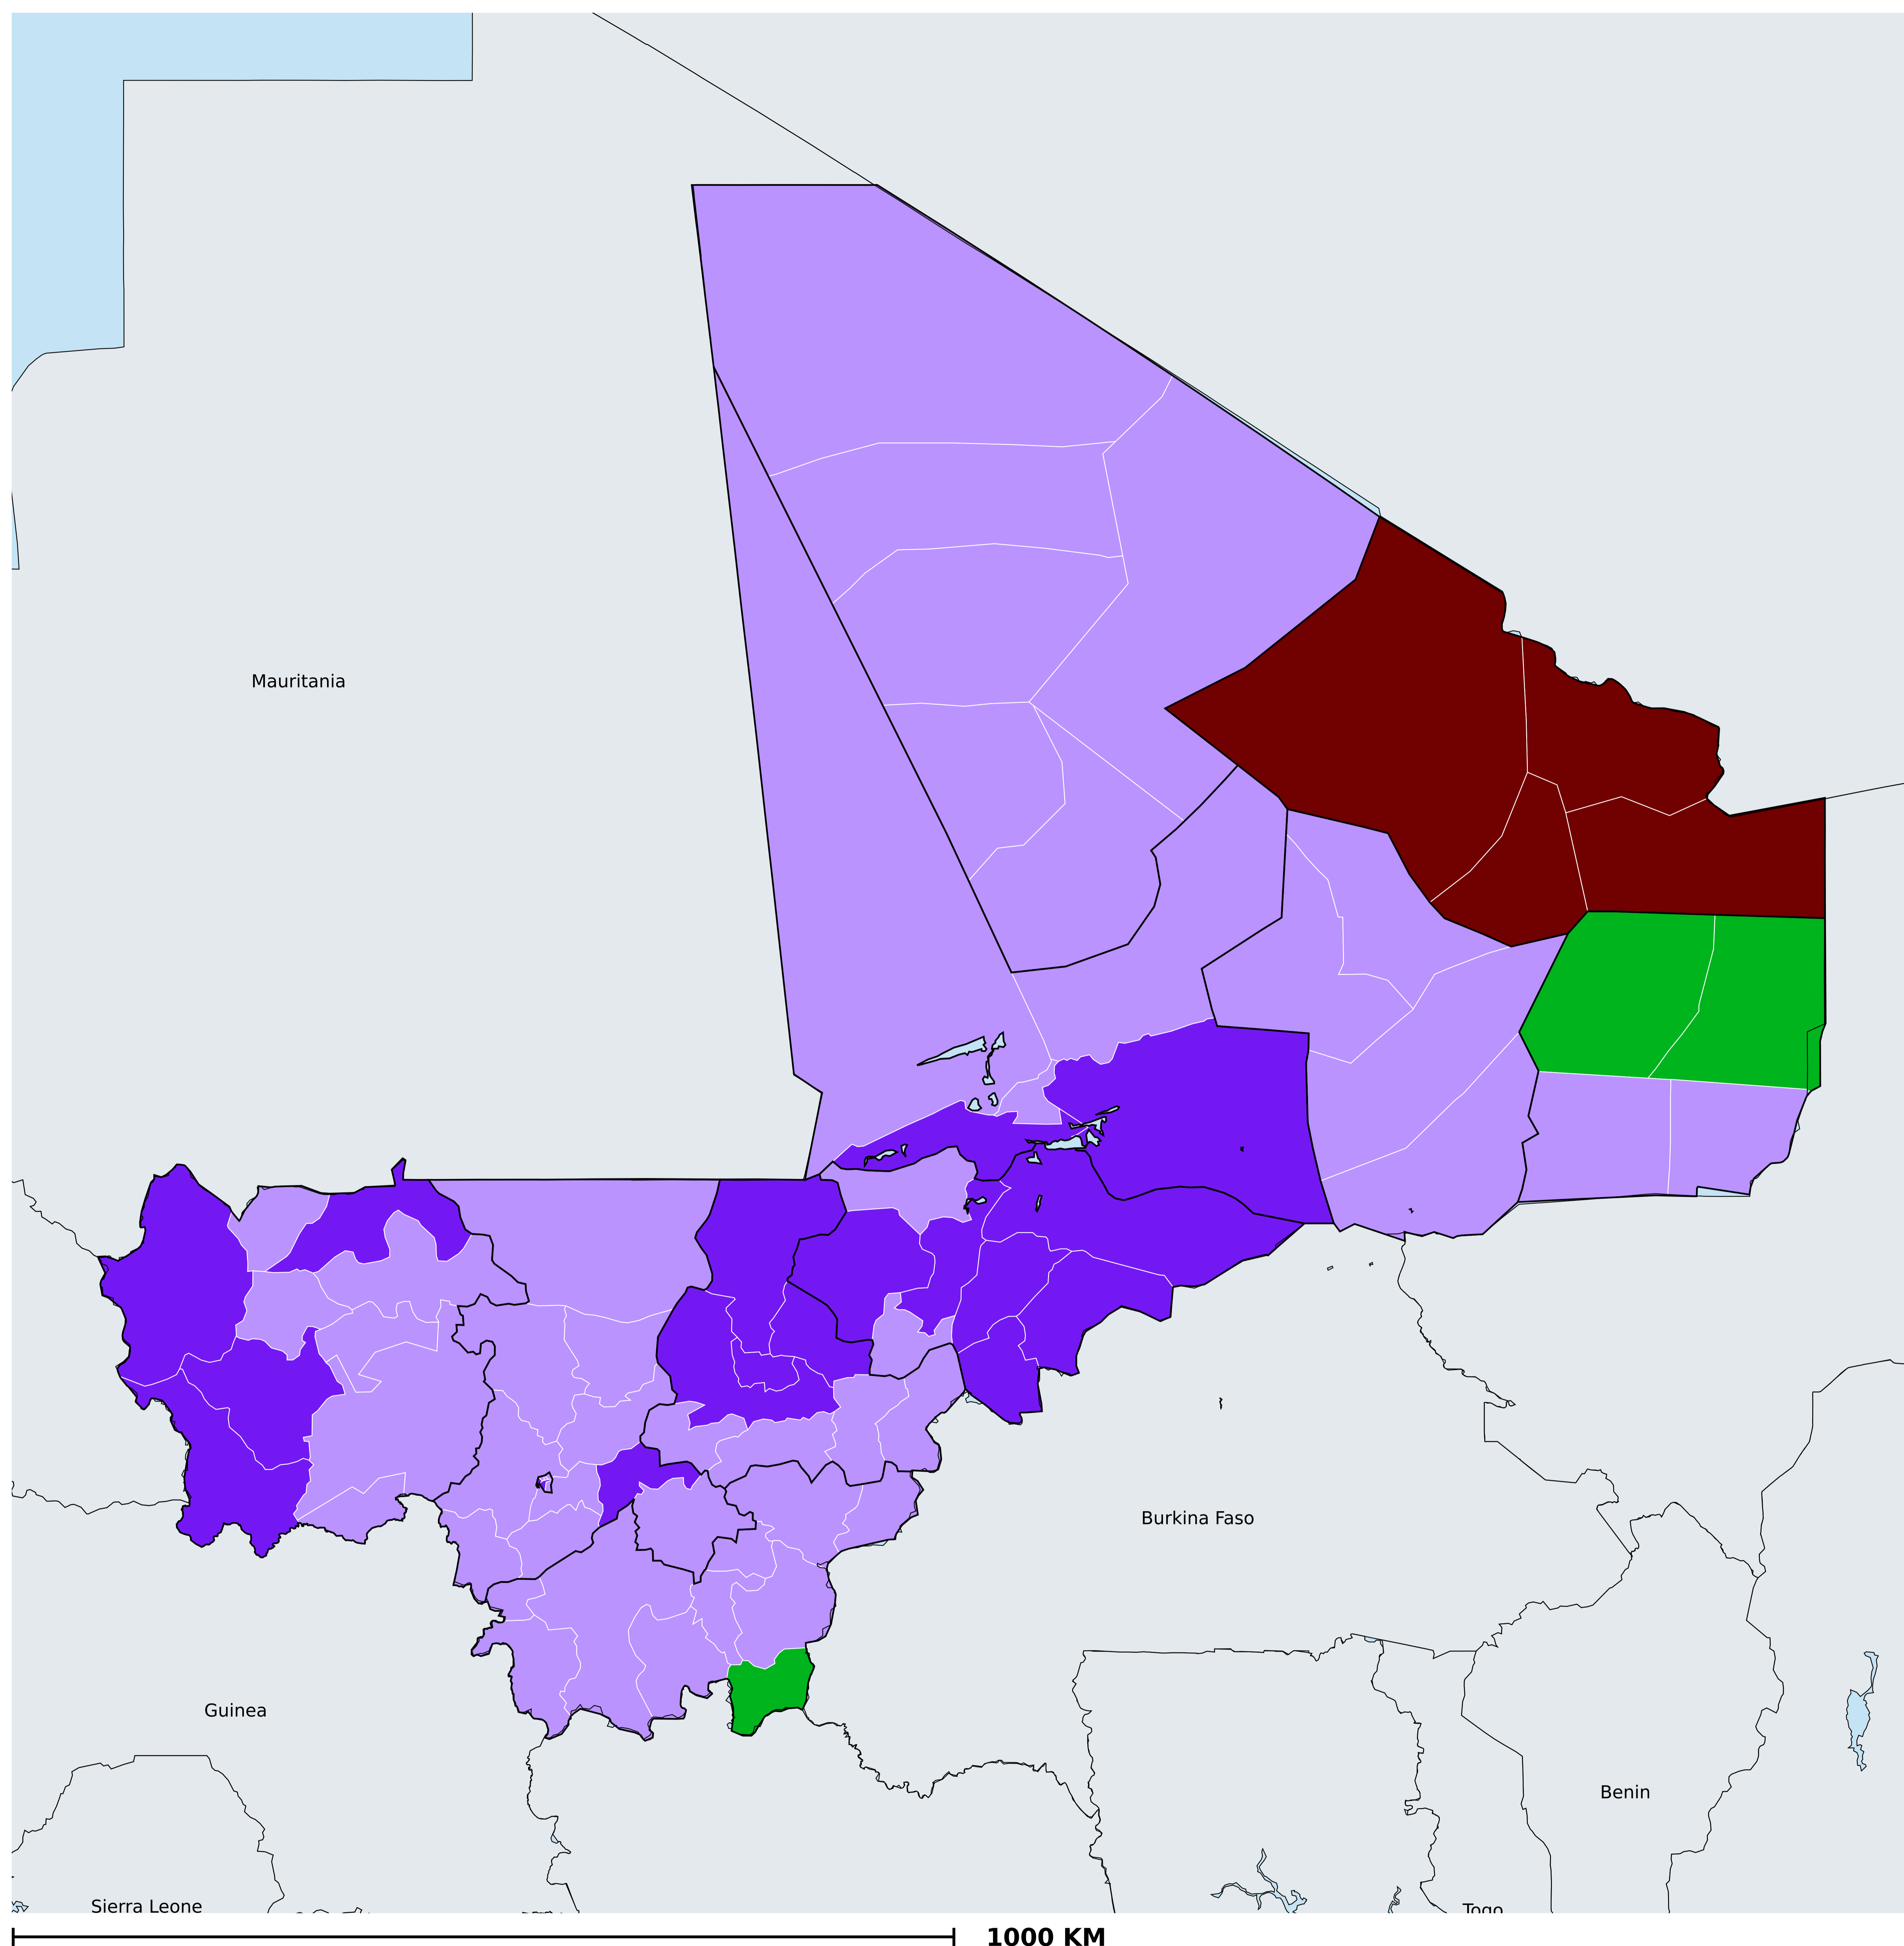 Mauritania
Burkina Faso
Guinea
Benin
Sierra Leone
Togo
1000 KM